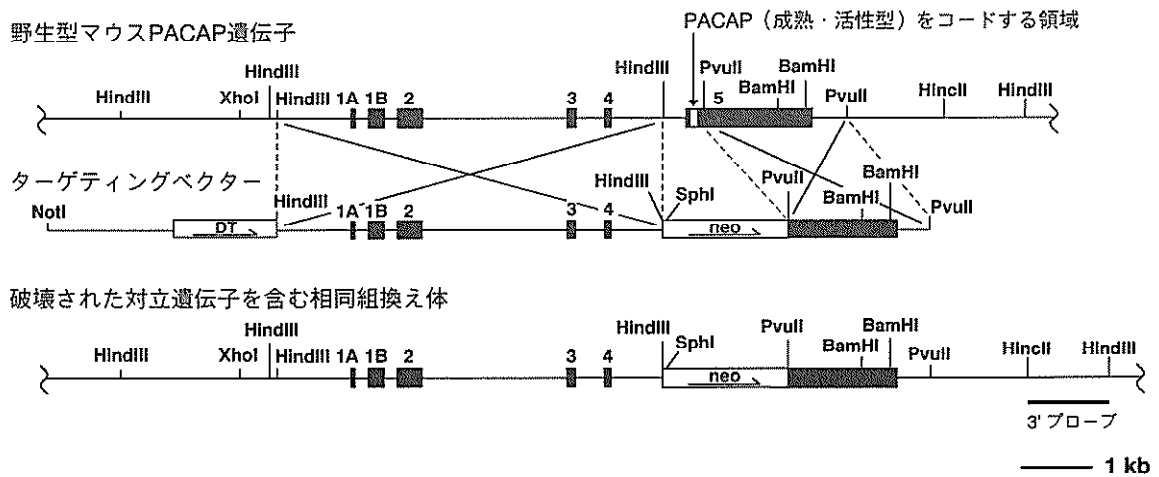 野生型マウスPACAP遺伝子
PACAP(成熟・活性型)をコードする領域
HindIII XhoI HindIII HindIII 1A 1B 2 3 4 HindIII PvuII 5 BamHI BamHI PvuII HincII HindIII
ターゲティングベクター
NotI DT HindIII 1A 1B 2 3 4 HindIII SphI neo PvuII BamHI BamHI PvuII
破壊された対立遺伝子を含む相同組換え体
HindIII XhoI HindIII HindIII 1A 1B 2 3 4 HindIII SphI neo PvuII BamHI BamHI PvuII HincII HindIII
3' プローブ
1 kb